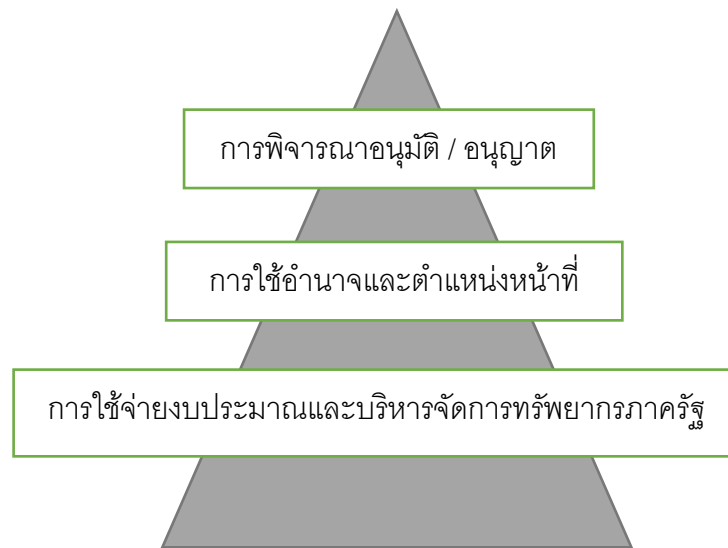 การพิจารณาอนุมัติ / อนุญาต
การใช้อำนาจและตำแหน่งหน้าที่
การใช้จ่ายงบประมาณและบริหารจัดการทรัพยากรภาครัฐ